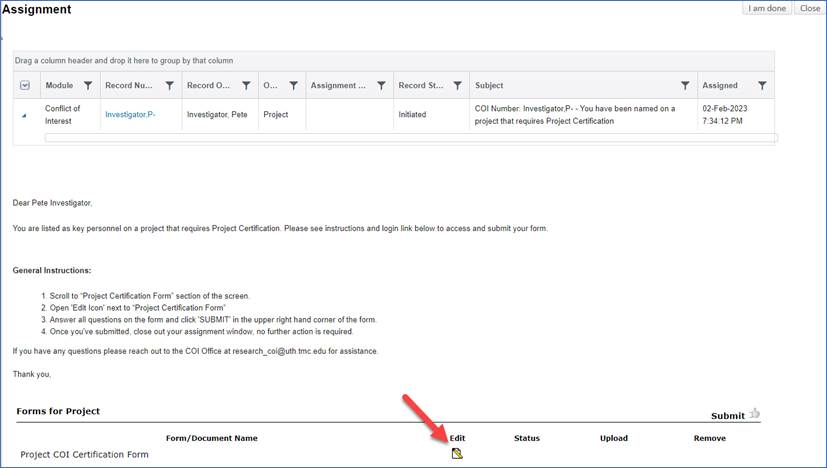 Assignment
I am done Close
Drag a column header and drop it here to group by that column
Module Record Nu... Record O... O... Assignment ... Record St... Subject Assigned
Conflict of Interest Investigator,P- Investigator, Pete Project Initiated COI Number: Investigator,P- - You have been named on a project that requires Project Certification 02-Feb-2023 7:34:12 PM
Dear Pete Investigator,
You are listed as key personnel on a project that requires Project Certification. Please see instructions and login link below to access and submit your form.
General Instructions:
1. Scroll to “Project Certification Form” section of the screen.
2. Open 'Edit Icon' next to “Project Certification Form”
3. Answer all questions on the form and click 'SUBMIT' in the upper right hand corner of the form.
4. Once you've submitted, close out your assignment window, no further action is required.
If you have any questions please reach out to the COI Office at research_coi@uth.tmc.edu for assistance.
Thank you,
Forms for Project
Submit
Form/Document Name Edit Status Upload Remove
Project COI Certification Form